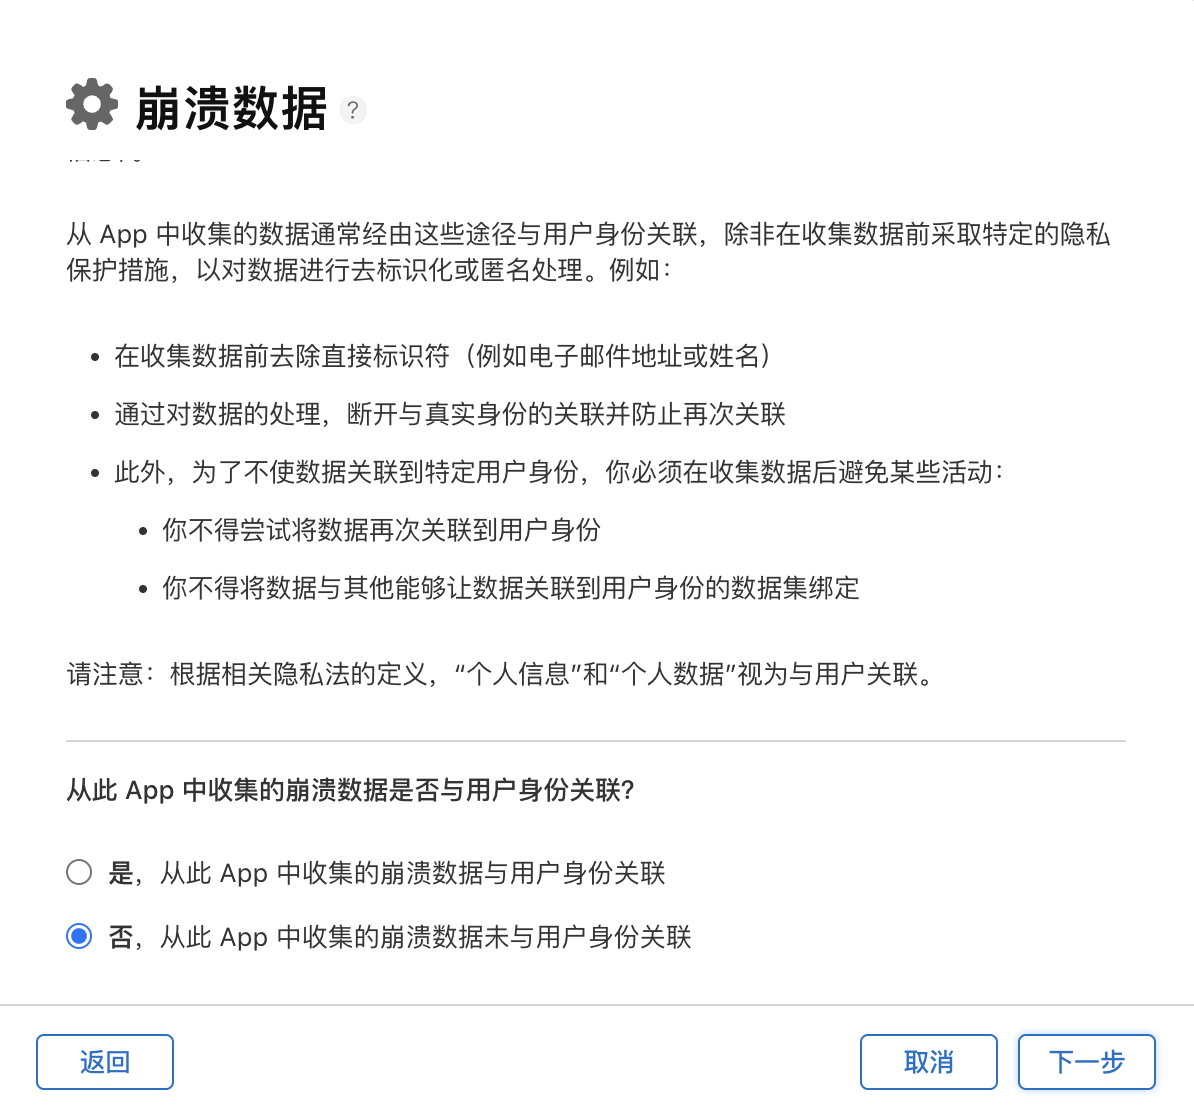 崩溃数据 ?
从 App 中收集的数据通常经由这些途径与用户身份关联，除非在收集数据前采取特定的隐私
保护措施，以对数据进行去标识化或匿名处理。例如：
• 在收集数据前去除直接标识符（例如电子邮件地址或姓名）
• 通过对数据的处理，断开与真实身份的关联并防止再次关联
• 此外，为了不使数据关联到特定用户身份，你必须在收集数据后避免某些活动：
• 你不得尝试将数据再次关联到用户身份
• 你不得将数据与其他能够让数据关联到用户身份的数据集绑定
请注意：根据相关隐私法的定义，“个人信息”和“个人数据”视为与用户关联。
从此 App 中收集的崩溃数据是否与用户身份关联?
是，从此 App 中收集的崩溃数据与用户身份关联
否，从此 App 中收集的崩溃数据未与用户身份关联
返回
取消
下一步